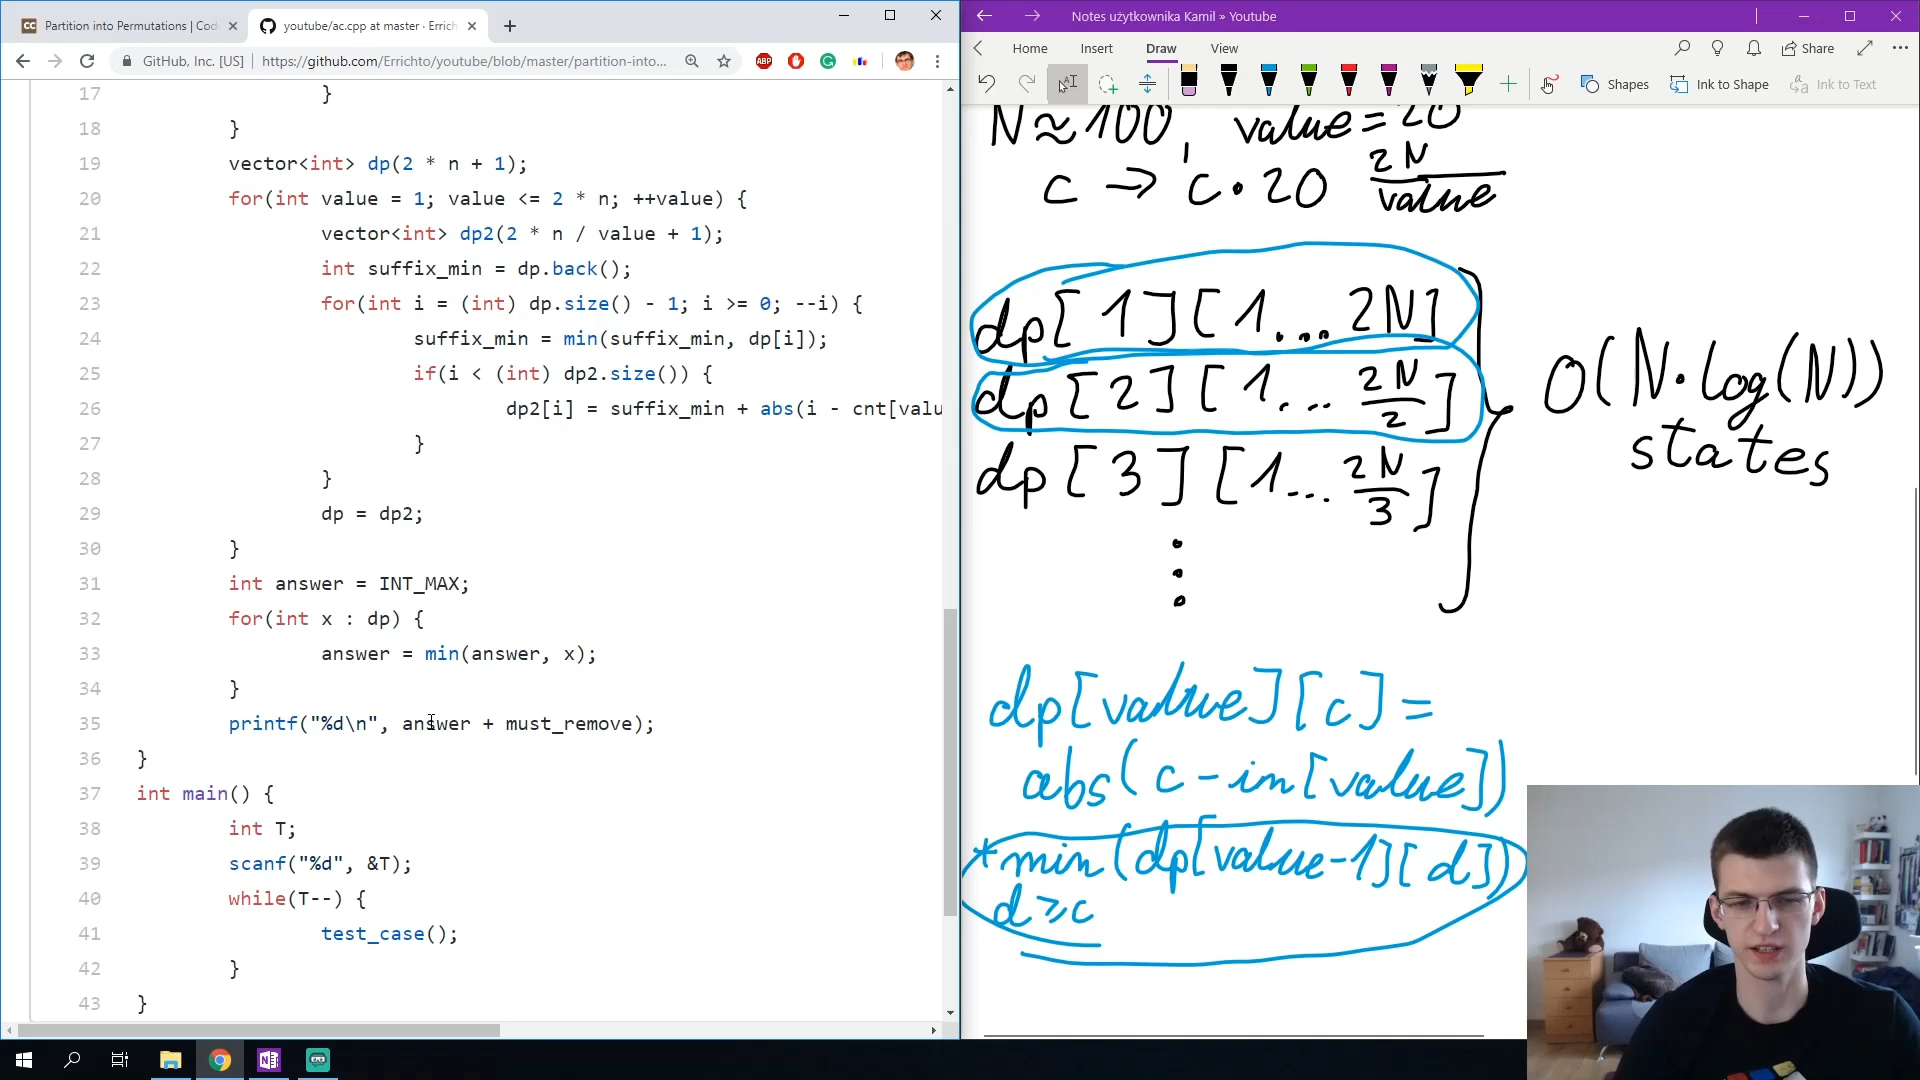 Partition into Permutations | Cod
youtube/ac.cpp at master · Errich
GitHub, Inc. [US] | https://github.com/Errichto/youtube/blob/master/partition-into...
17 }
18 }
19 vector<int> dp(2 * n + 1);
20 for(int value = 1; value <= 2 * n; ++value) {
21 vector<int> dp2(2 * n / value + 1);
22 int suffix_min = dp.back();
23 for(int i = (int) dp.size() - 1; i >= 0; --i) {
24 suffix_min = min(suffix_min, dp[i]);
25 if(i < (int) dp2.size()) {
26 dp2[i] = suffix_min + abs(i - cnt[valu
27 }
28 }
29 dp = dp2;
30 }
31 int answer = INT_MAX;
32 for(int x : dp) {
33 answer = min(answer, x);
34 }
35 printf("%d\n", answer + must_remove);
36 }
37 int main() {
38 int T;
39 scanf("%d", &T);
40 while(T--) {
41 test_case();
42 }
43 }
Notes użytkownika Kamil » Youtube
Home Insert Draw View Share
Shapes Ink to Shape Ink to Text
N≈100, value=20
c → c·20 2N/value
dp[1][1...2N]
dp[2][1...2N/2]
dp[3][1...2N/3]
O(N·log(N))
states
dp[value][c]=
abs(c-in[value])
+min(dp[value-1][d])
d≥c